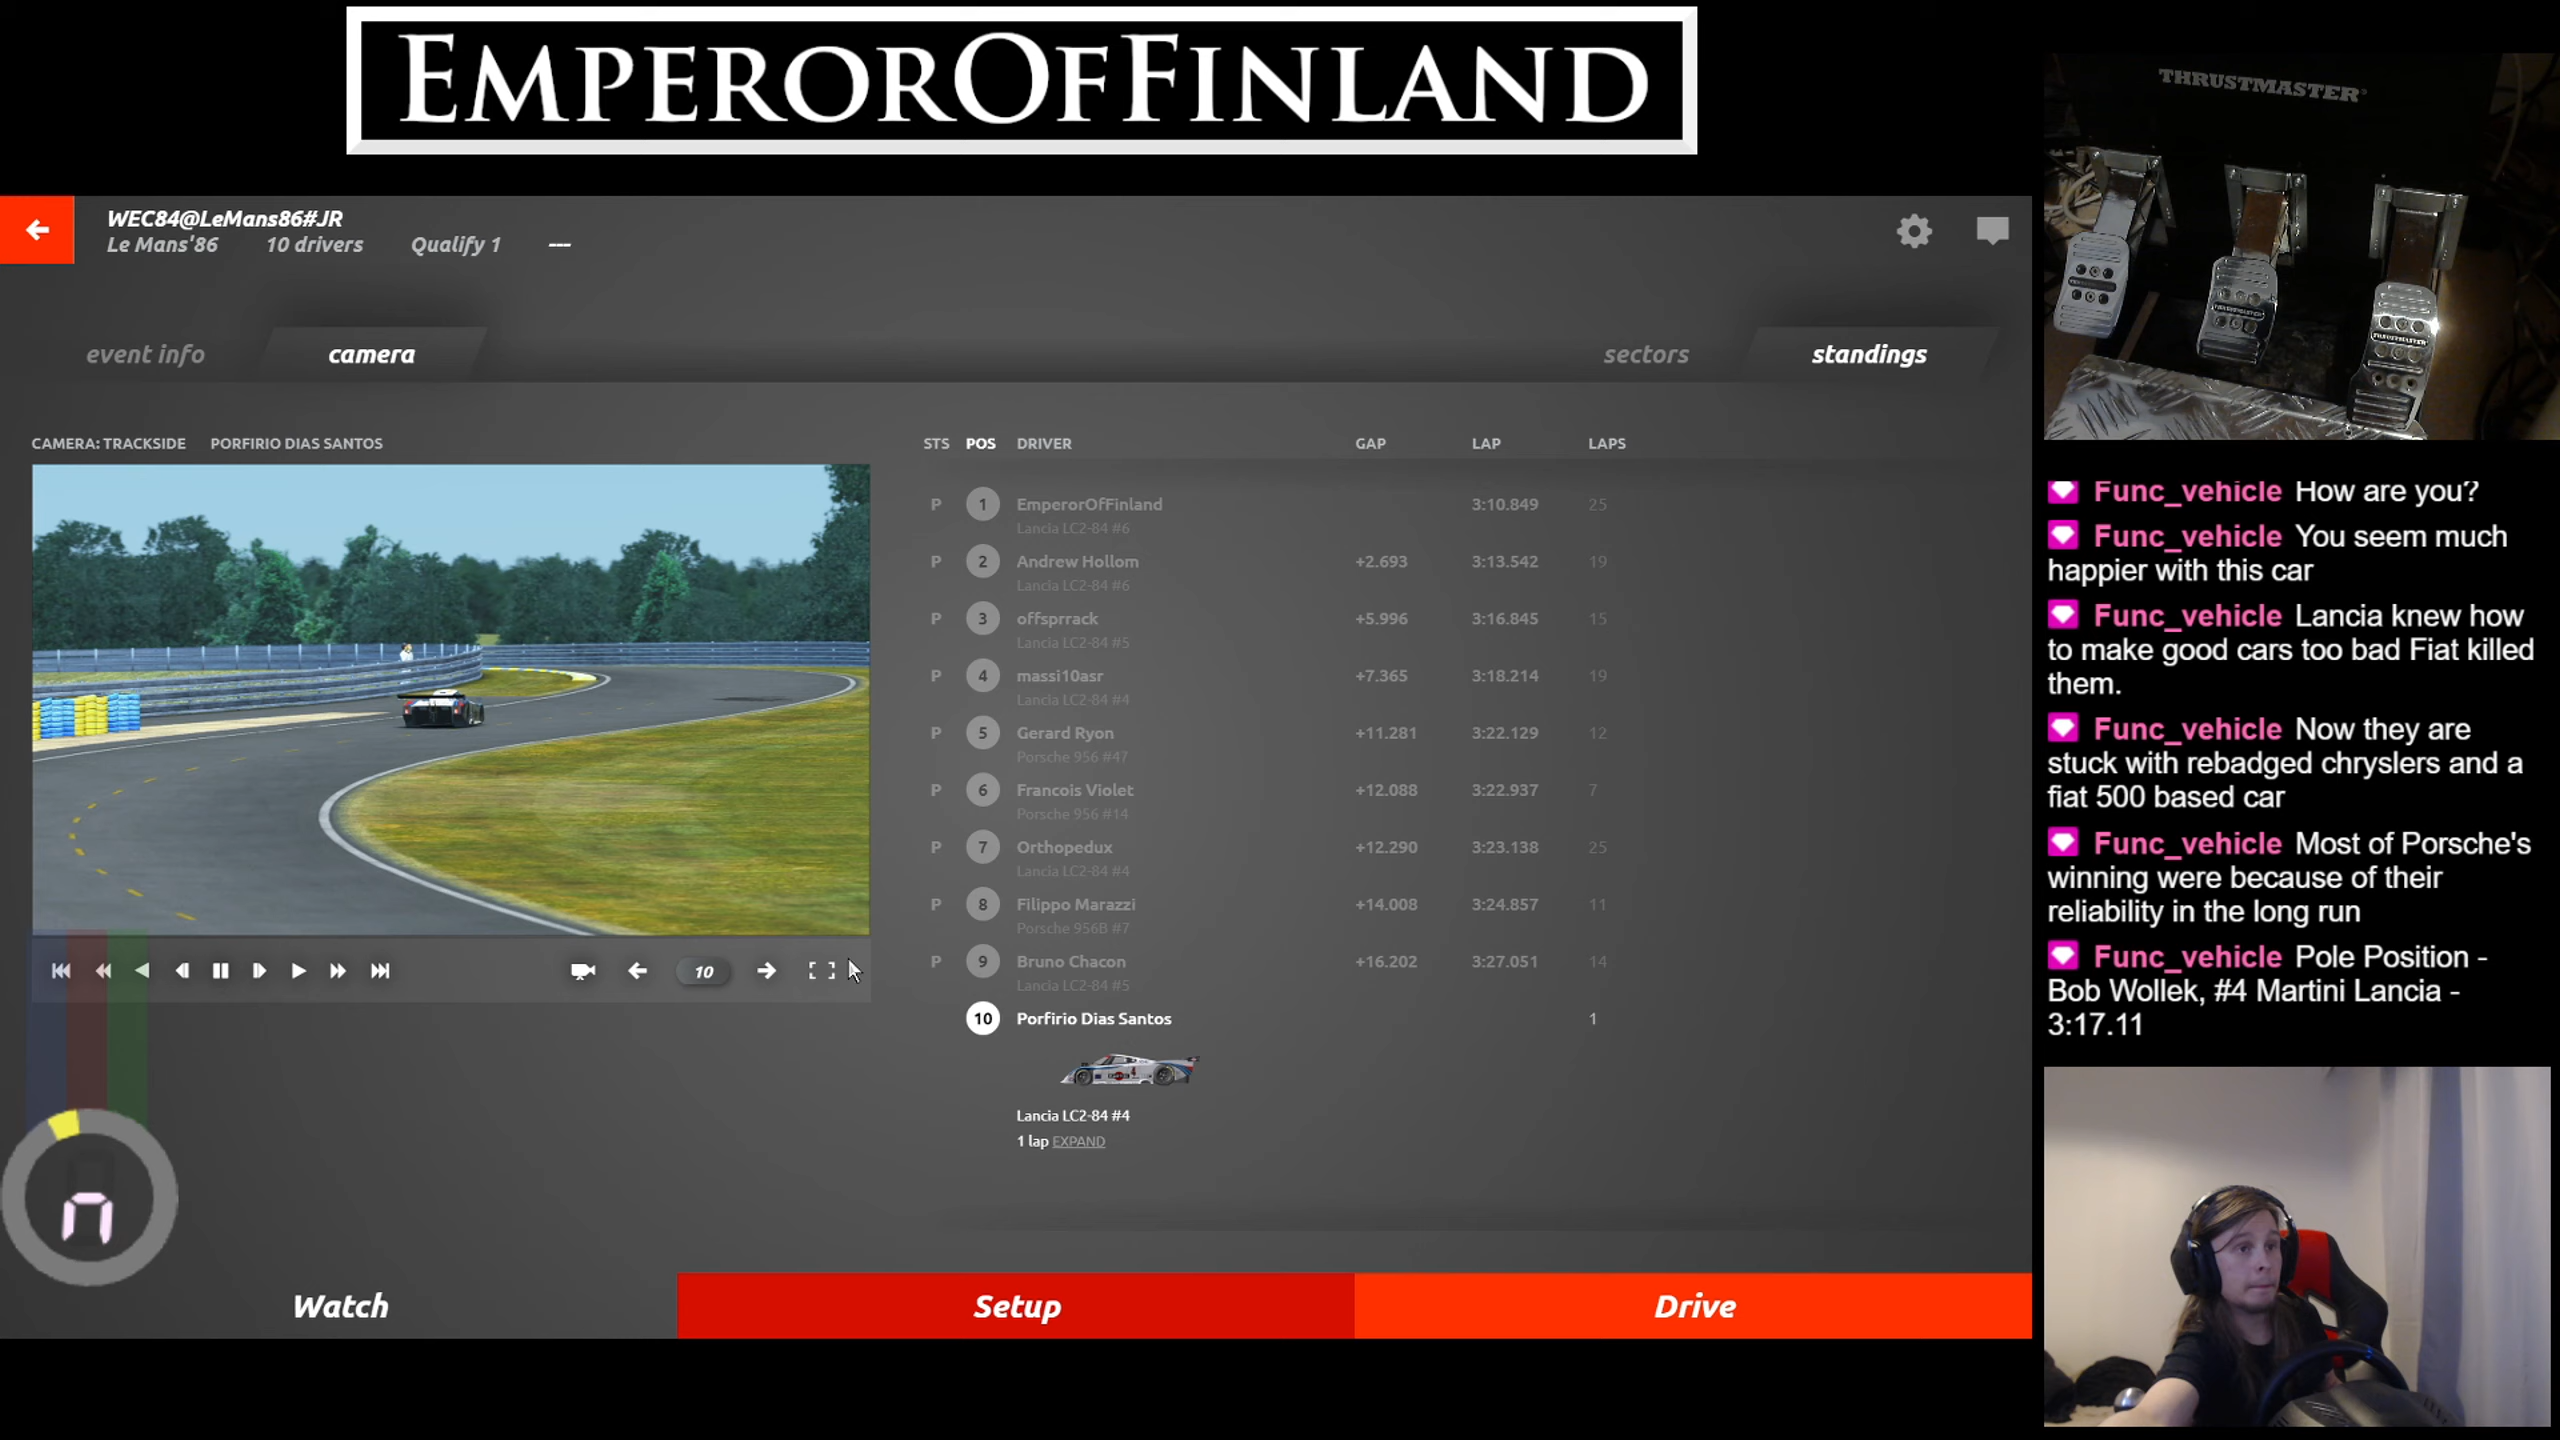 EMPEROROFFINLAND
THRUSTMASTER
WEC84@LeMans86#JR
Le Mans'86 10 drivers Qualify 1 ---
event info camera sectors standings
CAMERA: TRACKSIDE PORFIRIO DIAS SANTOS
STS POS DRIVER GAP LAP LAPS
P 1 EmperorOfFinland 3:10.849 25
Lancia LC2-84 #6
P 2 Andrew Hollom +2.693 3:13.542 19
Lancia LC2-84 #6
P 3 offsprrack +5.996 3:16.845 15
Lancia LC2-84 #5
P 4 massi10asr +7.365 3:18.214 19
Lancia LC2-84 #4
P 5 Gerard Ryon +11.281 3:22.129 12
Porsche 956 #47
P 6 Francois Violet +12.088 3:22.937 7
Porsche 956 #14
P 7 Orthopedux +12.290 3:23.138 25
Lancia LC2-84 #4
P 8 Filippo Marazzi +14.008 3:24.857 11
Porsche 956B #7
P 9 Bruno Chacon +16.202 3:27.051 14
Lancia LC2-84 #5
10 Porfirio Dias Santos 1
Lancia LC2-84 #4
1 lap EXPAND
10
n
Watch Setup Drive
Func_vehicle How are you?
Func_vehicle You seem much
happier with this car
Func_vehicle Lancia knew how
to make good cars too bad Fiat killed
them.
Func_vehicle Now they are
stuck with rebadged chryslers and a
fiat 500 based car
Func_vehicle Most of Porsche's
winning were because of their
reliability in the long run
Func_vehicle Pole Position -
Bob Wollek, #4 Martini Lancia -
3:17.11